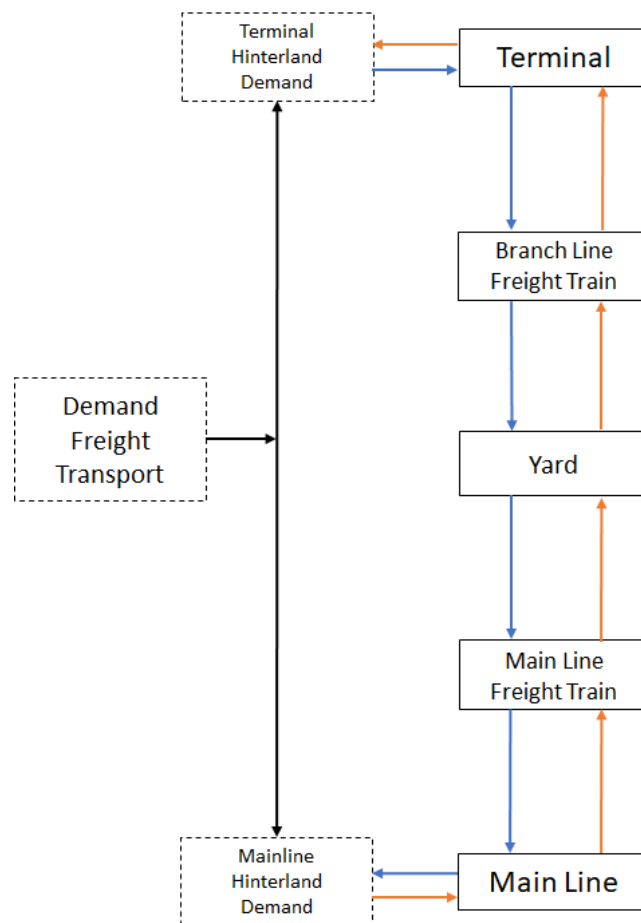 Terminal
Hinterland
Demand
Terminal
Branch Line
Freight Train
Demand
Freight
Transport
Yard
Main Line
Freight Train
Mainline
Hinterland
Demand
Main Line